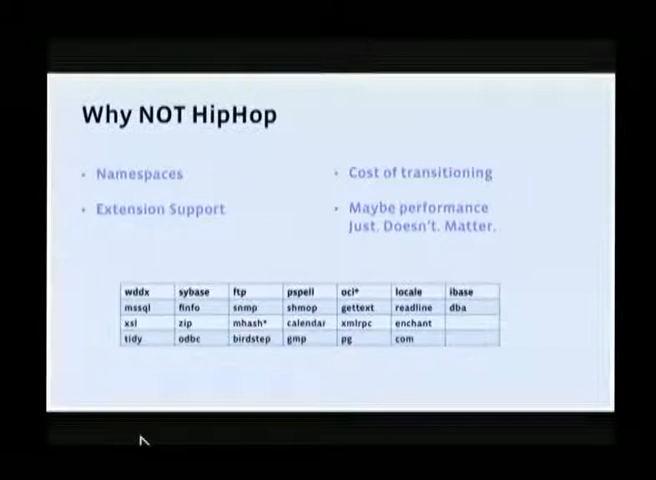 Why NOT HipHop
• Namespaces
• Extension Support
• Cost of transitioning
• Maybe performance
Just. Doesn't. Matter.
wddx sybase ftp pspell oci* locale ibase
mssql finfo snmp shmop gettext readline dba
xsl zip mhash* calendar xmlrpc enchant
tidy odbc birdstep gmp pg com